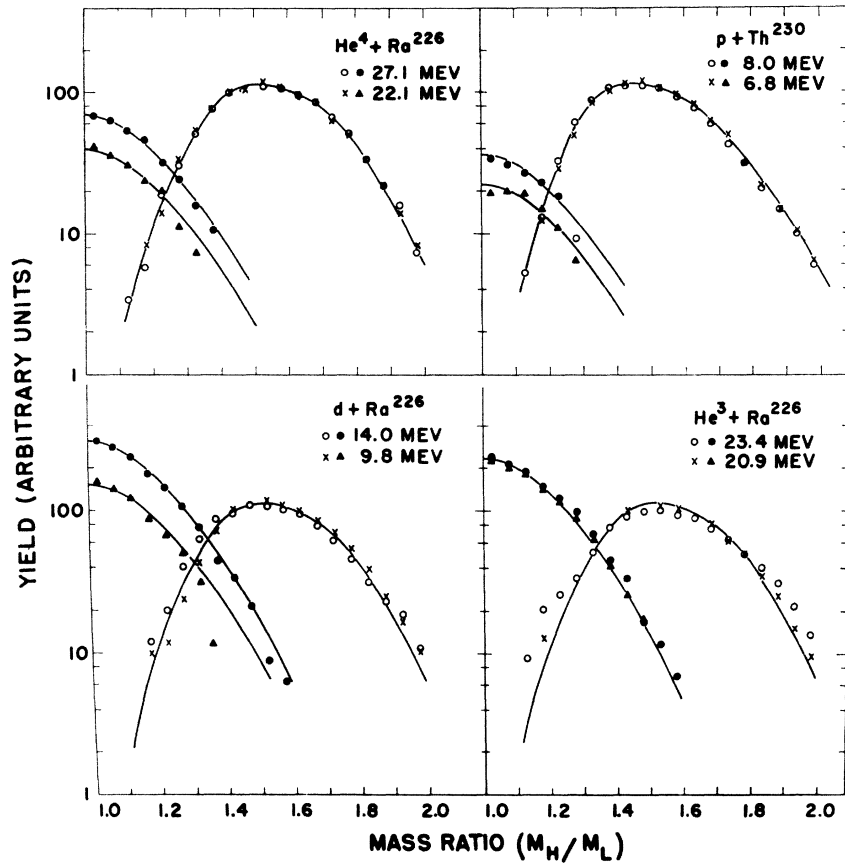 He⁴ + Ra²²⁶
○ ● 27.1 MEV
× ▲ 22.1 MEV
p + Th²³⁰
○ ● 8.0 MEV
× ▲ 6.8 MEV
100
10
1
d + Ra²²⁶
○ ● 14.0 MEV
× ▲ 9.8 MEV
He³ + Ra²²⁶
○ ● 23.4 MEV
× ▲ 20.9 MEV
100
10
1
YIELD (ARBITRARY UNITS)
1.0 1.2 1.4 1.6 1.8 2.0
1.0 1.2 1.4 1.6 1.8 2.0
MASS RATIO (M_H/M_L)